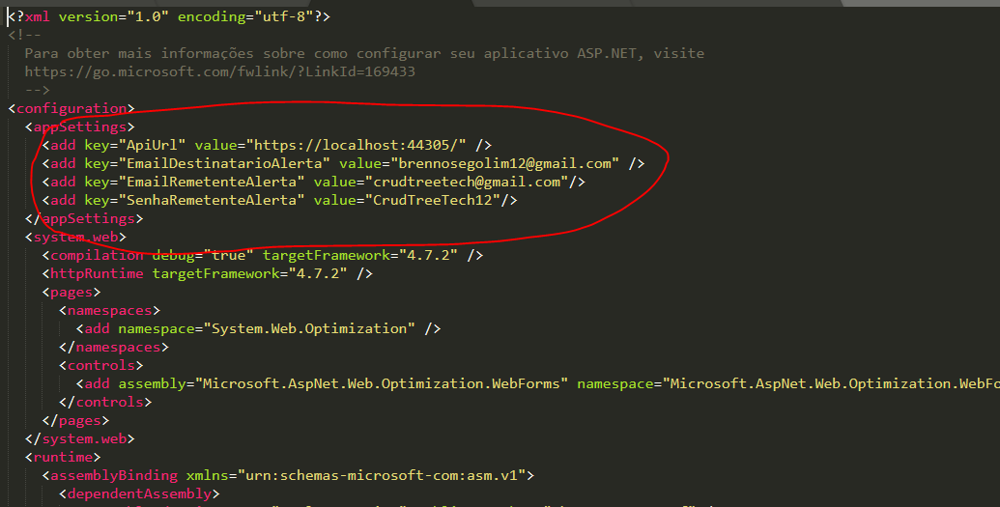 <?xml version="1.0" encoding="utf-8"?>
<!--
Para obter mais informações sobre como configurar seu aplicativo ASP.NET, visite
https://go.microsoft.com/fwlink/?LinkId=169433
-->
<configuration>
<appSettings>
<add key="ApiUrl" value="https://localhost:44305/" />
<add key="EmailDestinatarioAlerta" value="brennosegolim12@gmail.com" />
<add key="EmailRemetenteAlerta" value="crudtreetech@gmail.com"/>
<add key="SenhaRemetenteAlerta" value="CrudTreeTech12"/>
</appSettings>
<system.web>
<compilation debug="true" targetFramework="4.7.2" />
<httpRuntime targetFramework="4.7.2" />
<pages>
<namespaces>
<add namespace="System.Web.Optimization" />
</namespaces>
<controls>
<add assembly="Microsoft.AspNet.Web.Optimization.WebForms" namespace="Microsoft.AspNet.Web.Optimization.WebFo
</controls>
</pages>
</system.web>
<runtime>
<assemblyBinding xmlns="urn:schemas-microsoft-com:asm.v1">
<dependentAssembly>